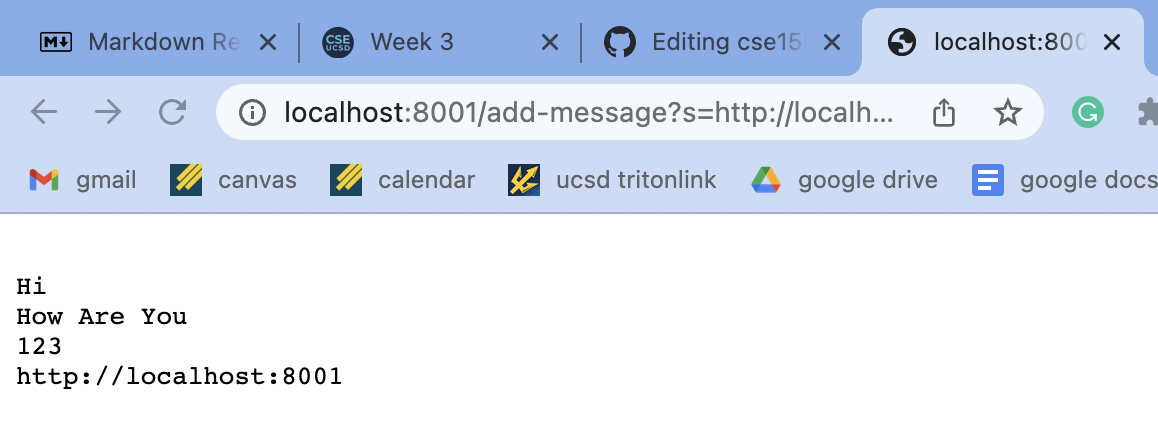 Markdown Re
CSE UCSD Week 3
Editing cse15
localhost:800
localhost:8001/add-message?s=http://localh...
gmail canvas calendar ucsd tritonlink google drive google docs
Hi
How Are You
123
http://localhost:8001